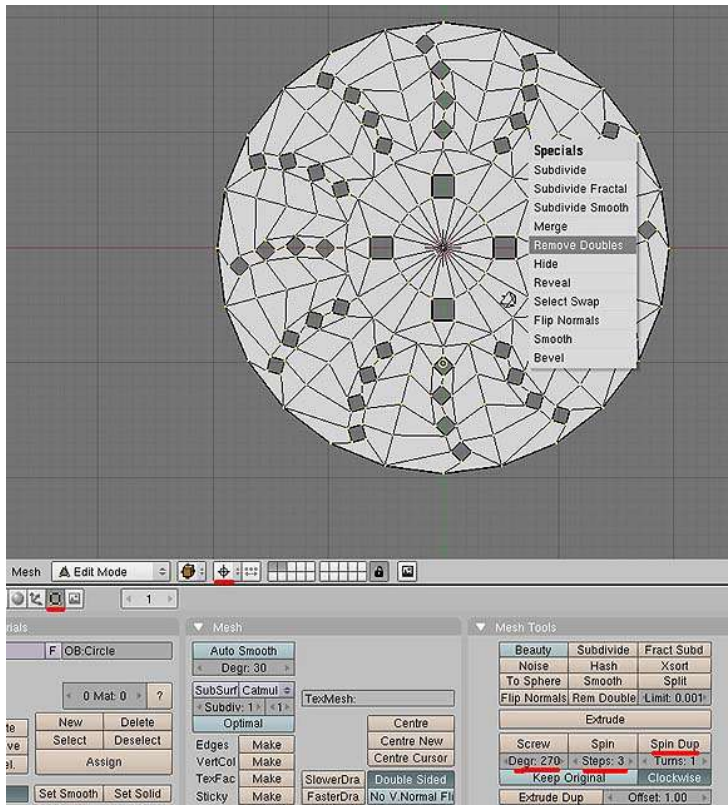 Specials
Subdivide
Subdivide Fractal
Subdivide Smooth
Merge
Remove Doubles
Hide
Reveal
Select Swap
Flip Normals
Smooth
Bevel
Mesh Edit Mode
1
rials Mesh Mesh Tools
F OB:Circle
0 Mat: 0 ?
New Delete
Select Deselect
Assign
Set Smooth Set Solid
Auto Smooth
Degr: 30
SubSurf Catmul
Subdiv: 1 1
Optimal
Edges Make
VertCol Make
TexFac Make
Sticky Make
TexMesh:
Centre
Centre New
Centre Cursor
SlowerDra Double Sided
FasterDra No V.Normal Fli
Beauty Subdivide Fract Subd
Noise Hash Xsort
To Sphere Smooth Split
Flip Normals Rem Double Limit: 0.001
Extrude
Screw Spin Spin Dup
Degr: 270 Steps: 3 Turns: 1
Keep Original Clockwise
Extrude Dup Offset: 1.00